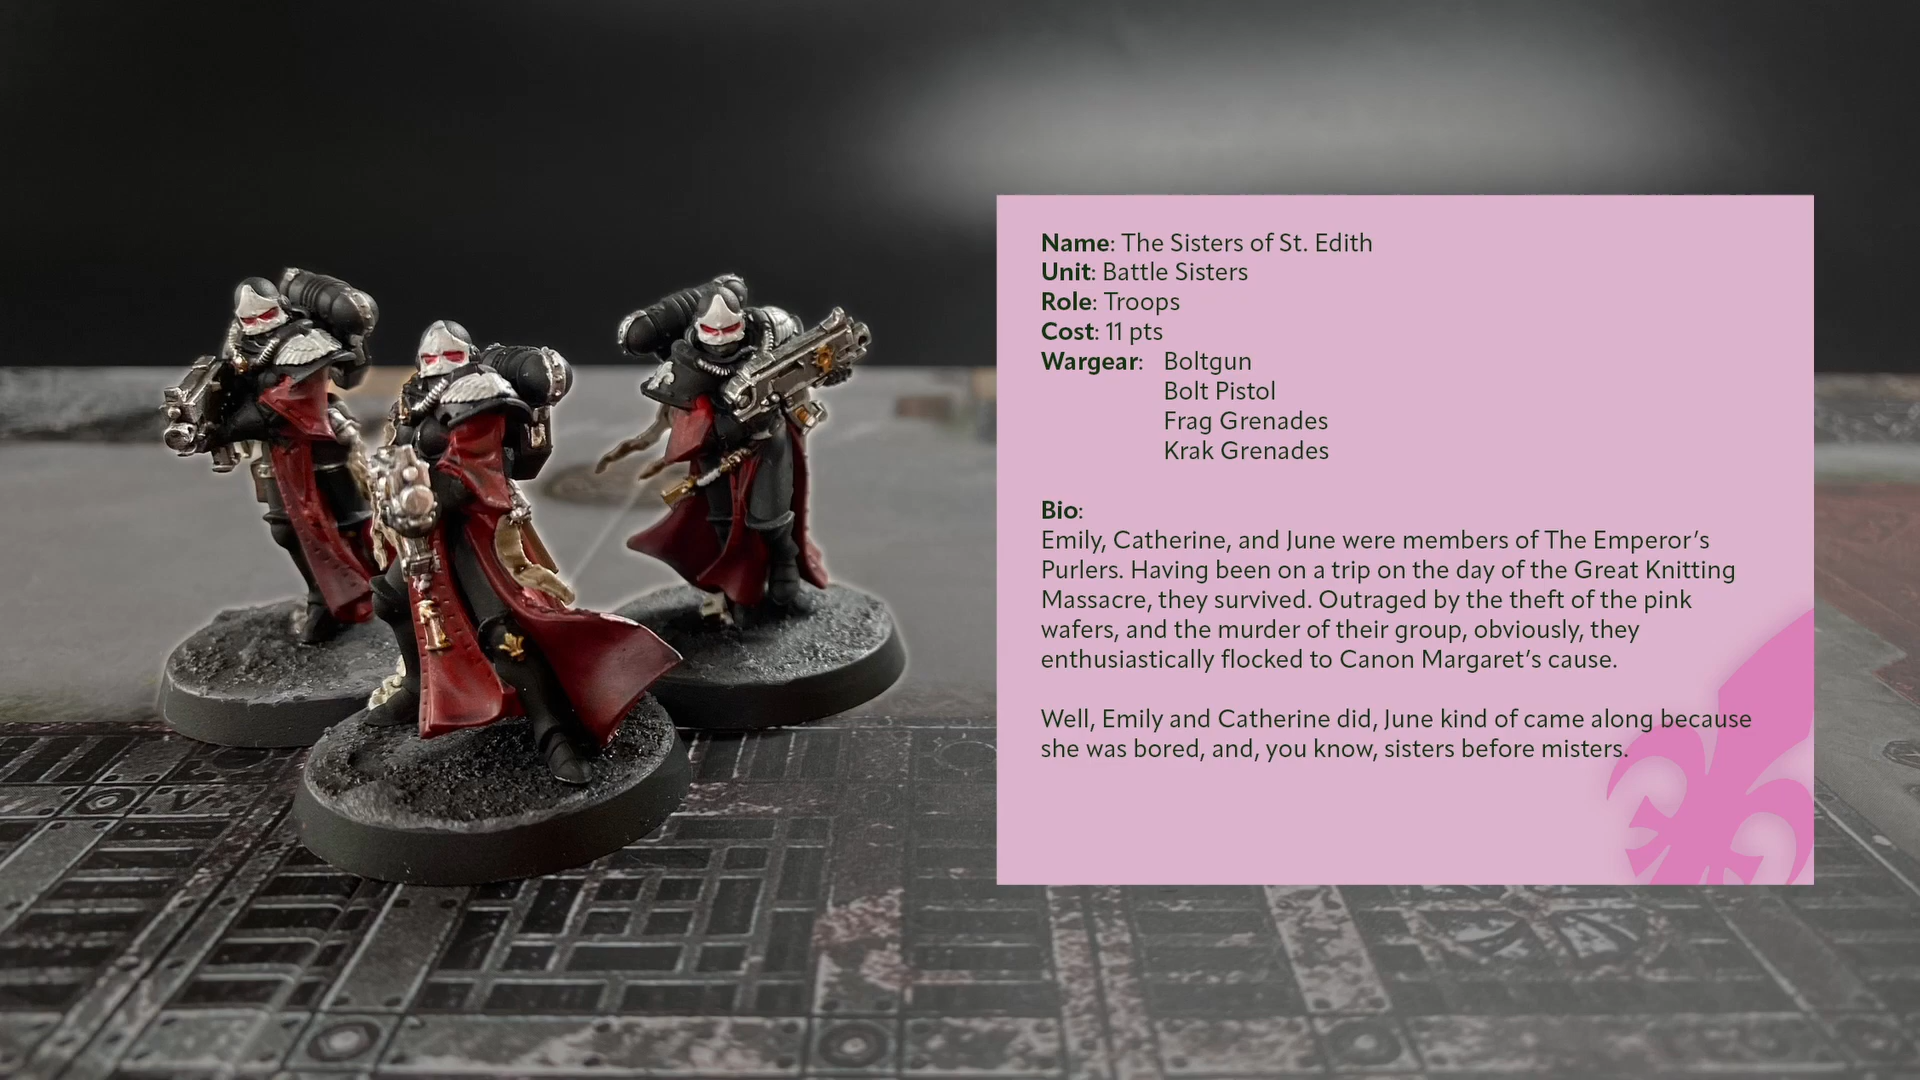 Name: The Sisters of St. Edith
Unit: Battle Sisters
Role: Troops
Cost: 11 pts
Wargear: Boltgun
Bolt Pistol
Frag Grenades
Krak Grenades
Bio:
Emily, Catherine, and June were members of The Emperor’s
Purlers. Having been on a trip on the day of the Great Knitting
Massacre, they survived. Outraged by the theft of the pink
wafers, and the murder of their group, obviously, they
enthusiastically flocked to Canon Margaret’s cause.
Well, Emily and Catherine did, June kind of came along because
she was bored, and, you know, sisters before misters.